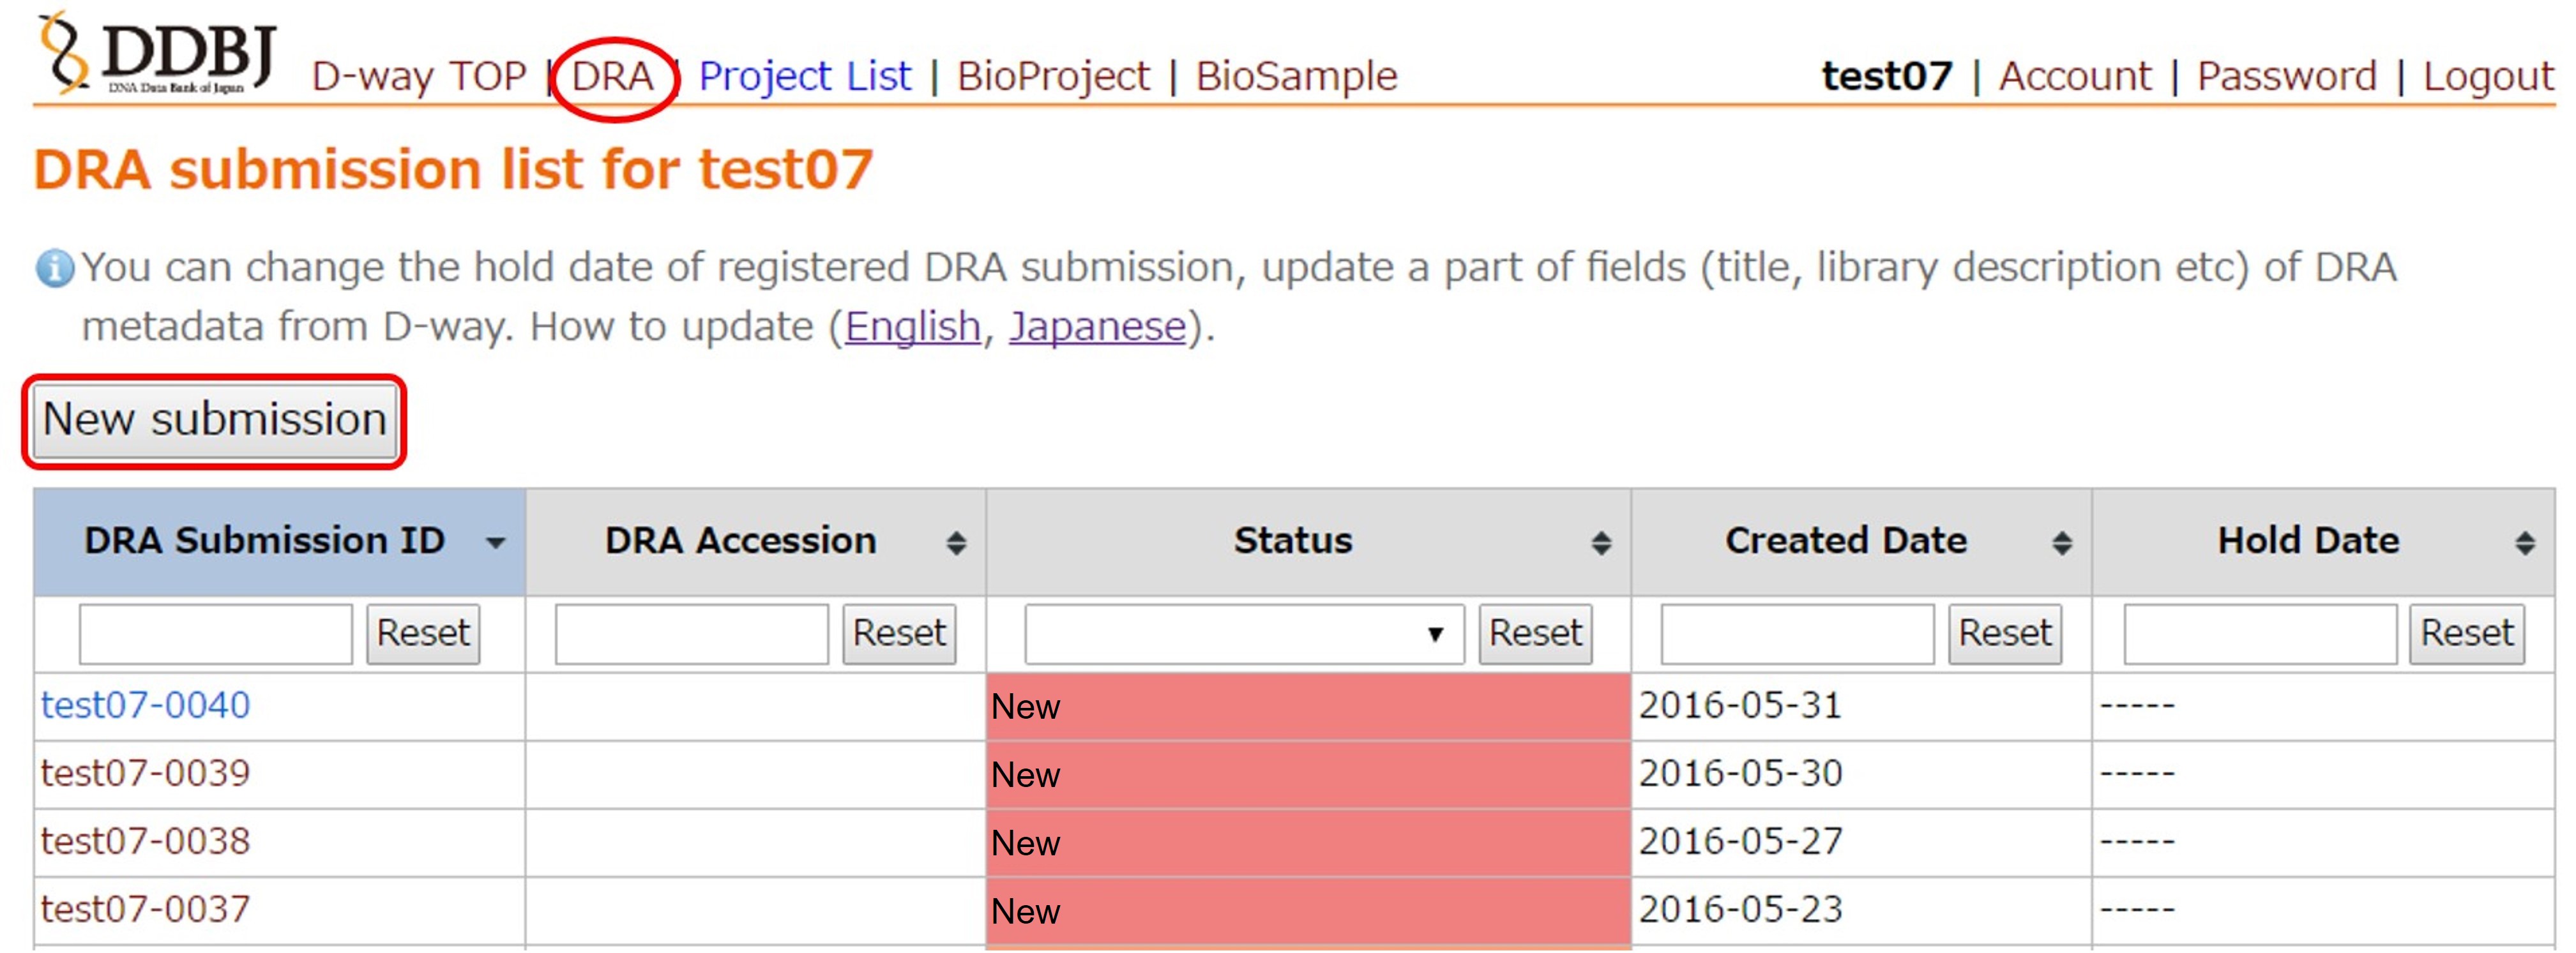 DDBJ
DNA Data Bank of Japan
D-way TOP | DRA | Project List | BioProject | BioSample
test07 | Account | Password | Logout
DRA submission list for test07
You can change the hold date of registered DRA submission, update a part of fields (title, library description etc) of DRA
metadata from D-way. How to update (English, Japanese).
New submission
DRA Submission ID DRA Accession Status Created Date Hold Date
Reset Reset Reset Reset Reset
test07-0040 New 2016-05-31 -----
test07-0039 New 2016-05-30 -----
test07-0038 New 2016-05-27 -----
test07-0037 New 2016-05-23 -----